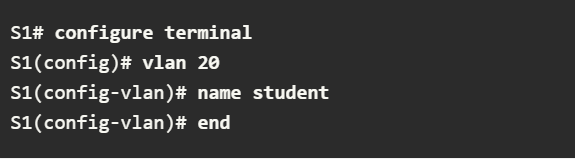 S1# configure terminal
S1(config)# vlan 20
S1(config-vlan)# name student
S1(config-vlan)# end